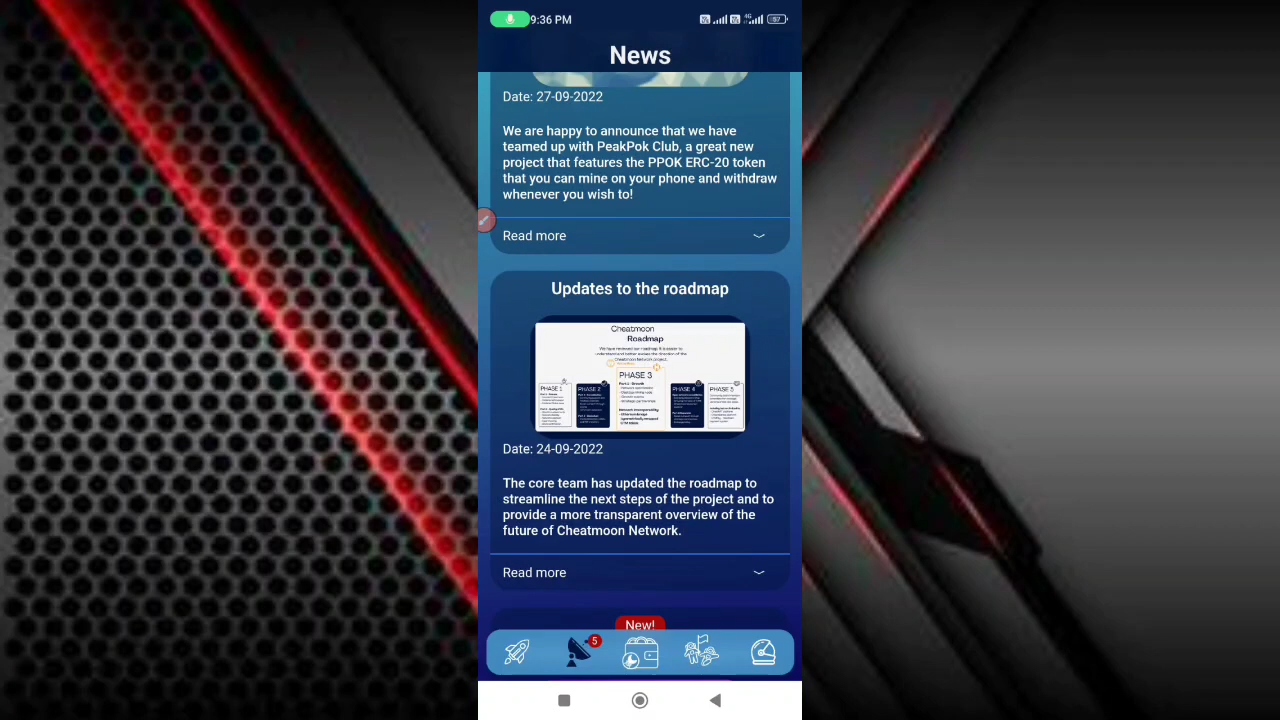 9:36 PM
4G
57
News
Date: 27-09-2022
We are happy to announce that we have
teamed up with PeakPok Club, a great new
project that features the PPOK ERC-20 token
that you can mine on your phone and withdraw
whenever you wish to!
Read more
Updates to the roadmap
Cheatmoon
Roadmap
PHASE 1
PHASE 2
PHASE 3
PHASE 4
PHASE 5
Date: 24-09-2022
The core team has updated the roadmap to
streamline the next steps of the project and to
provide a more transparent overview of the
future of Cheatmoon Network.
Read more
New!
5